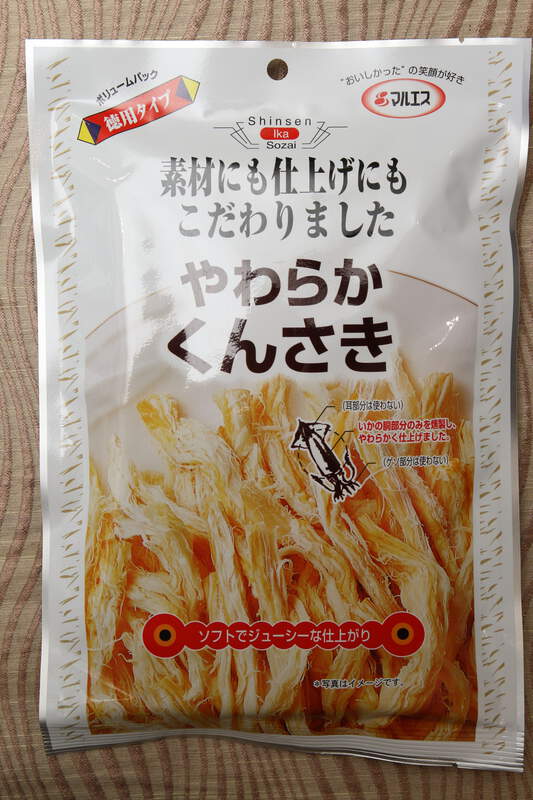 ボリュームパック
徳用タイプ
"おいしかった"の笑顔が好き
マルエス
Shinsen
Ika
Sozai
素材にも仕上げにも
こだわりました
やわらか
くんさき
(耳部分は使わない)
いかの胴部分のみを燻製し、
やわらかく仕上げました。
(ゲソ部分は使わない)
ソフトでジューシーな仕上がり
*写真はイメージです。